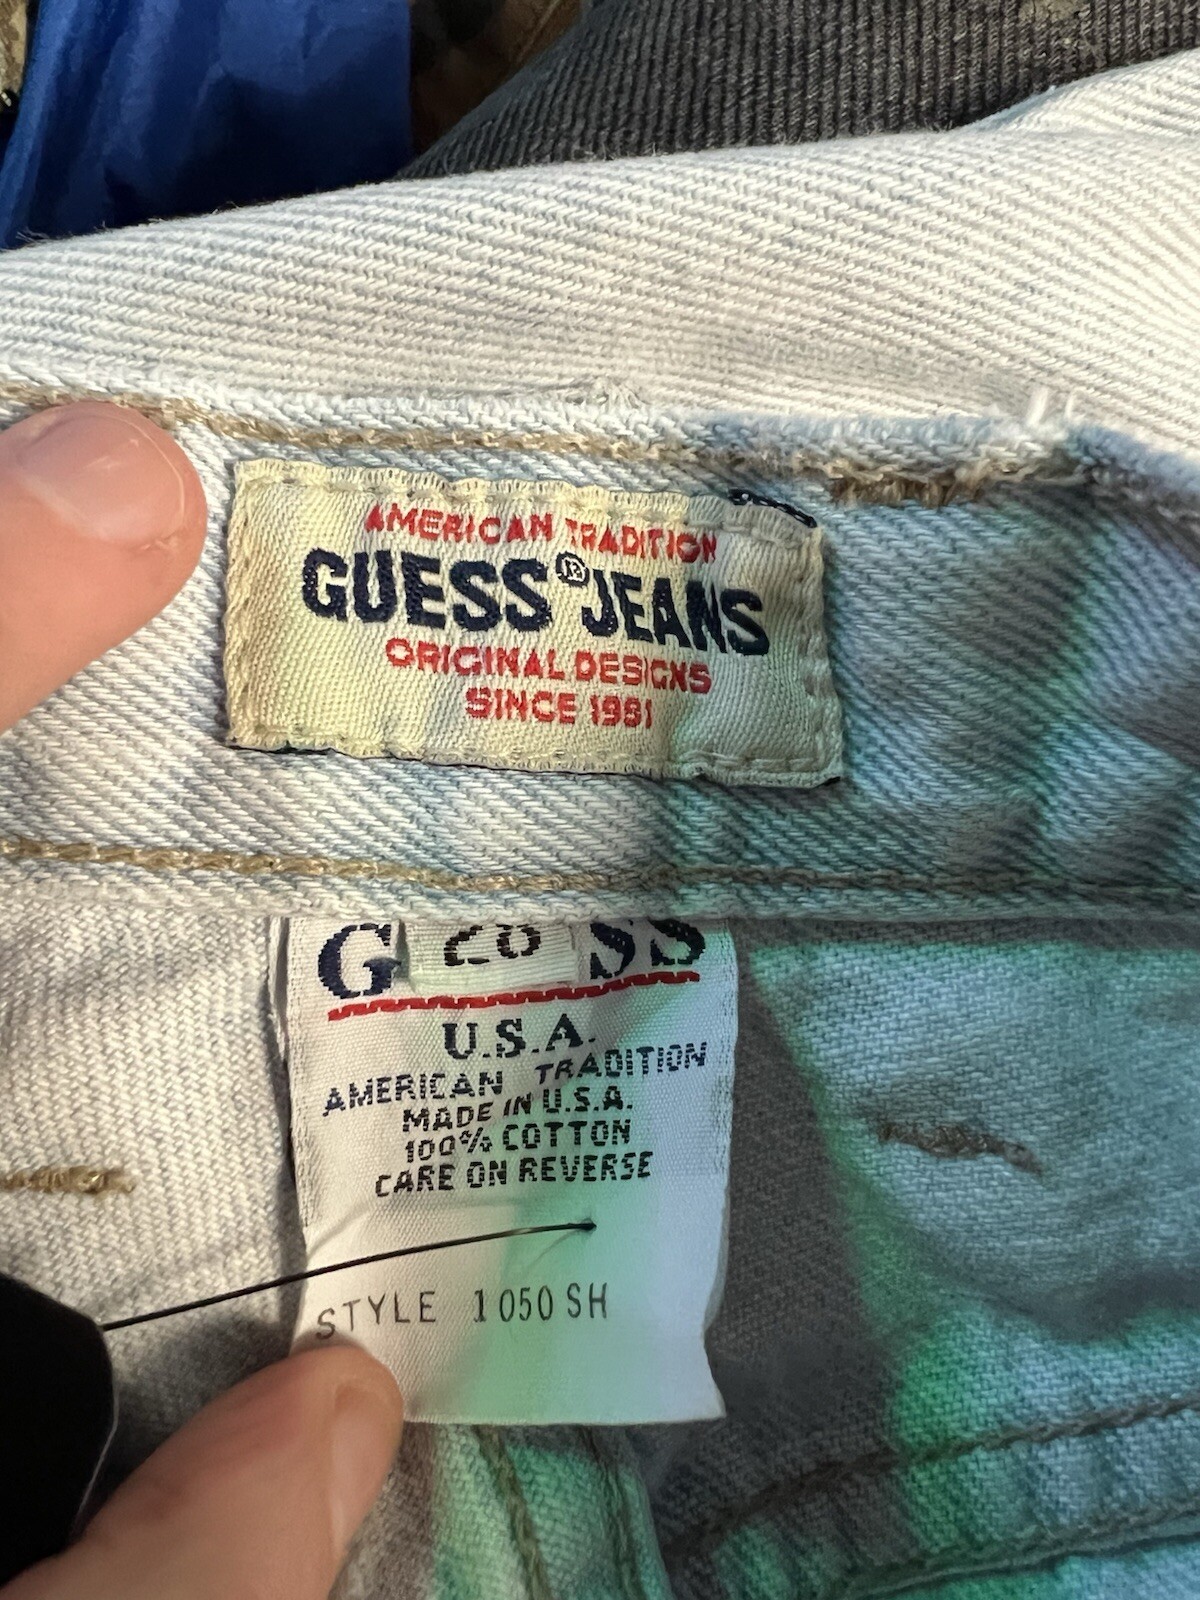 AMERICAN TRADITION
GUESS® JEANS
ORIGINAL DESIGNS
SINCE 1981
G SS
28
U.S.A.
AMERICAN TRADITION
MADE IN U.S.A.
100% COTTON
CARE ON REVERSE
STYLE 1050 SH